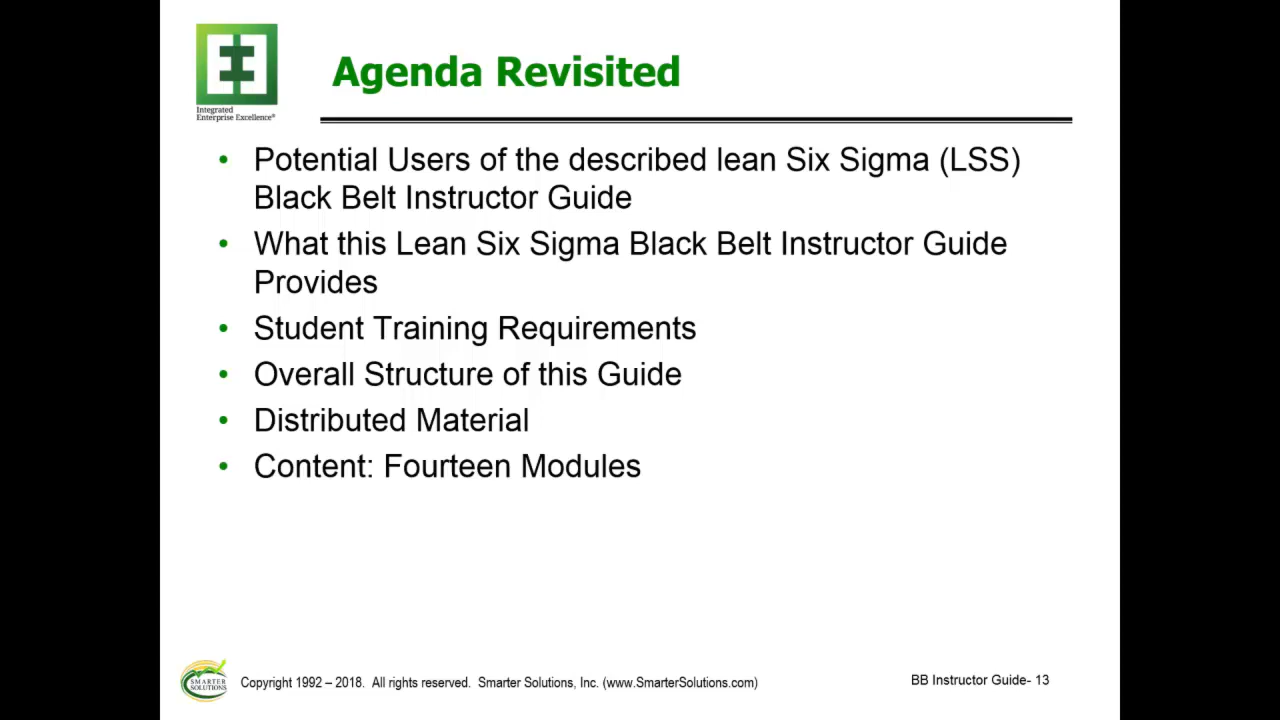 Integrated
Enterprise Excellence®
Agenda Revisited
• Potential Users of the described lean Six Sigma (LSS)
Black Belt Instructor Guide
• What this Lean Six Sigma Black Belt Instructor Guide
Provides
• Student Training Requirements
• Overall Structure of this Guide
• Distributed Material
• Content: Fourteen Modules
SMARTER
SOLUTIONS
Copyright 1992 – 2018. All rights reserved. Smarter Solutions, Inc. (www.SmarterSolutions.com)
BB Instructor Guide- 13